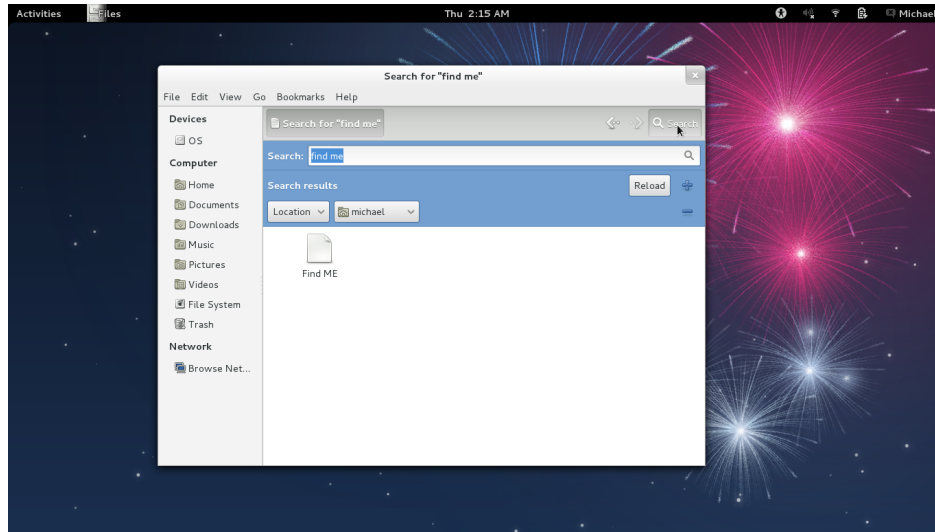 Activities Files Thu 2:15 AM Michael
Search for "find me"
File Edit View Go Bookmarks Help
Devices
OS
Computer
Home
Documents
Downloads
Music
Pictures
Videos
File System
Trash
Network
Browse Net...
Search for "find me" Search
Search: find me
Search results Reload
Location michael
Find ME